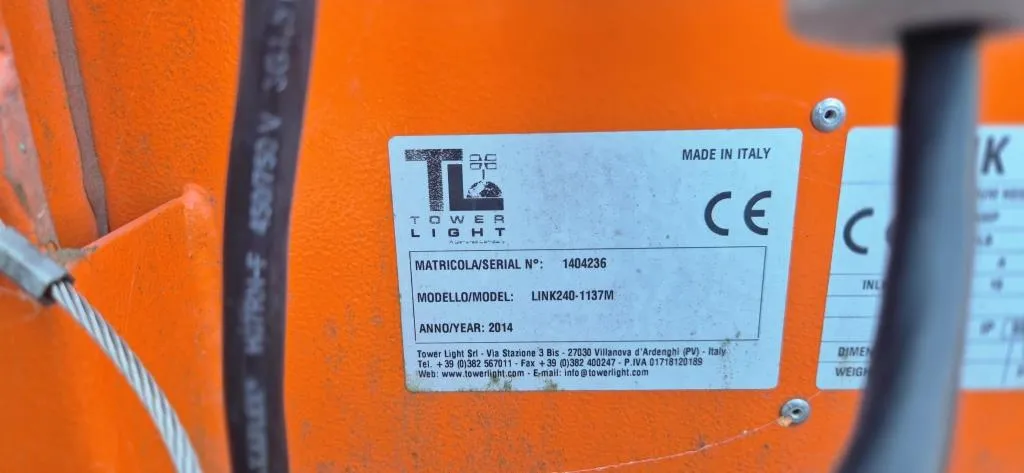 TL
TOWER
LIGHT
MADE IN ITALY
CE
MATRICOLA/SERIAL N°: 1404236
MODELLO/MODEL: LINK240-1137M
ANNO/YEAR: 2014
Tower Light Srl - Via Stazione 3 Bis - 27030 Villanova d'Ardenghi (PV) - Italy
Tel. +39 (0)382 567011 - Fax +39 (0)382 400247 - P.IVA 01718120189
Web: www.towerlight.com - E-mail: info@towerlight.com
H07RN-F 450/750 V